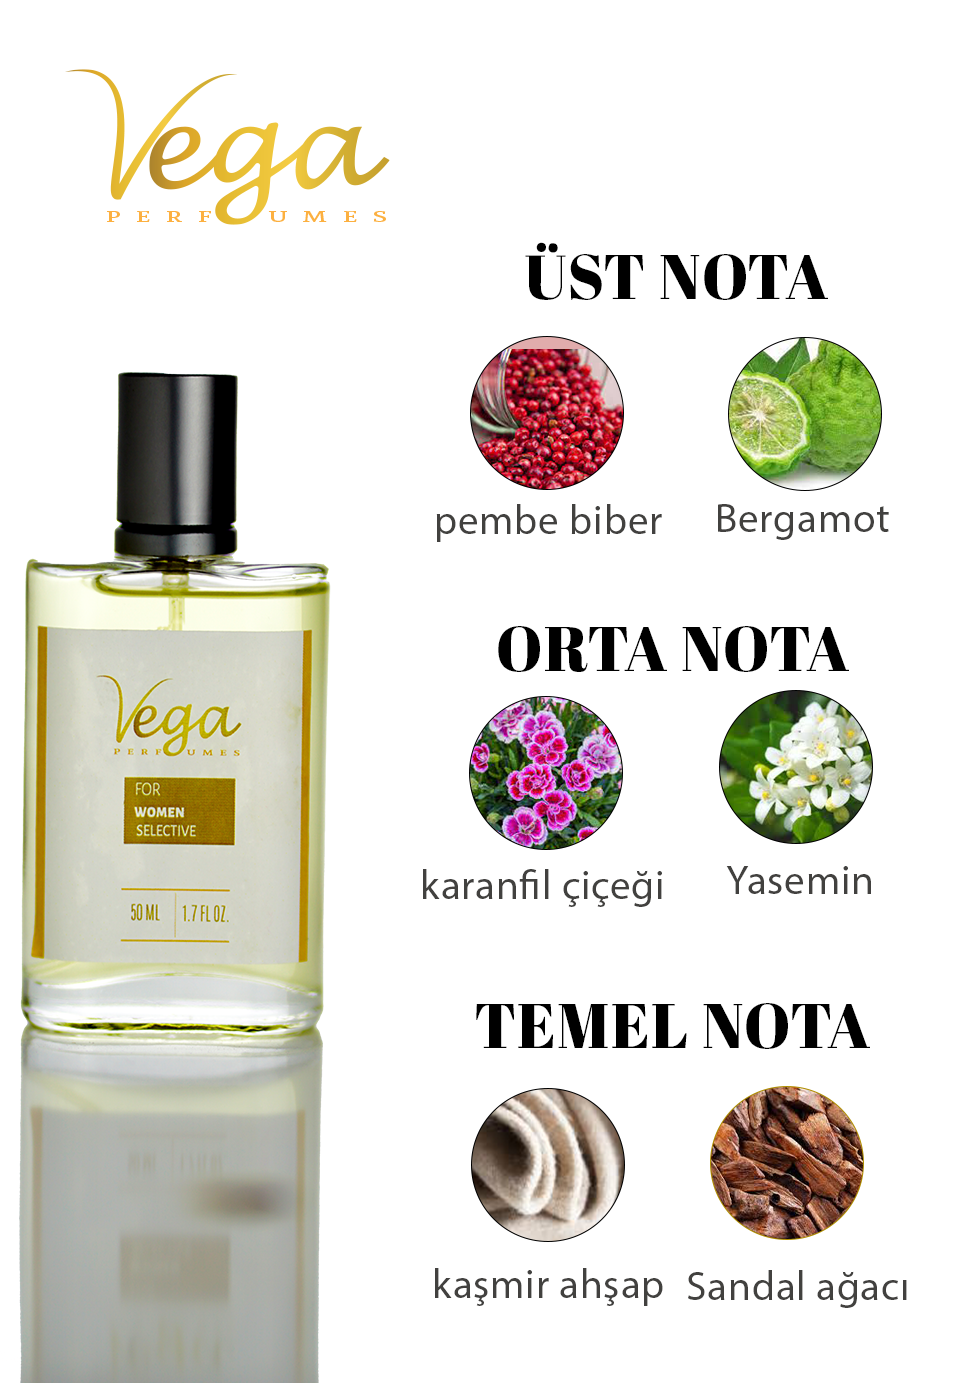 Vega
PERFUMES
ÜST NOTA
pembe biber
Bergamot
ORTA NOTA
karanfil çiçeği
Yasemin
TEMEL NOTA
kaşmir ahşap
Sandal ağacı
Vega
PERFUMES
FOR
WOMEN
SELECTIVE
50 ML
1.7 FL OZ.